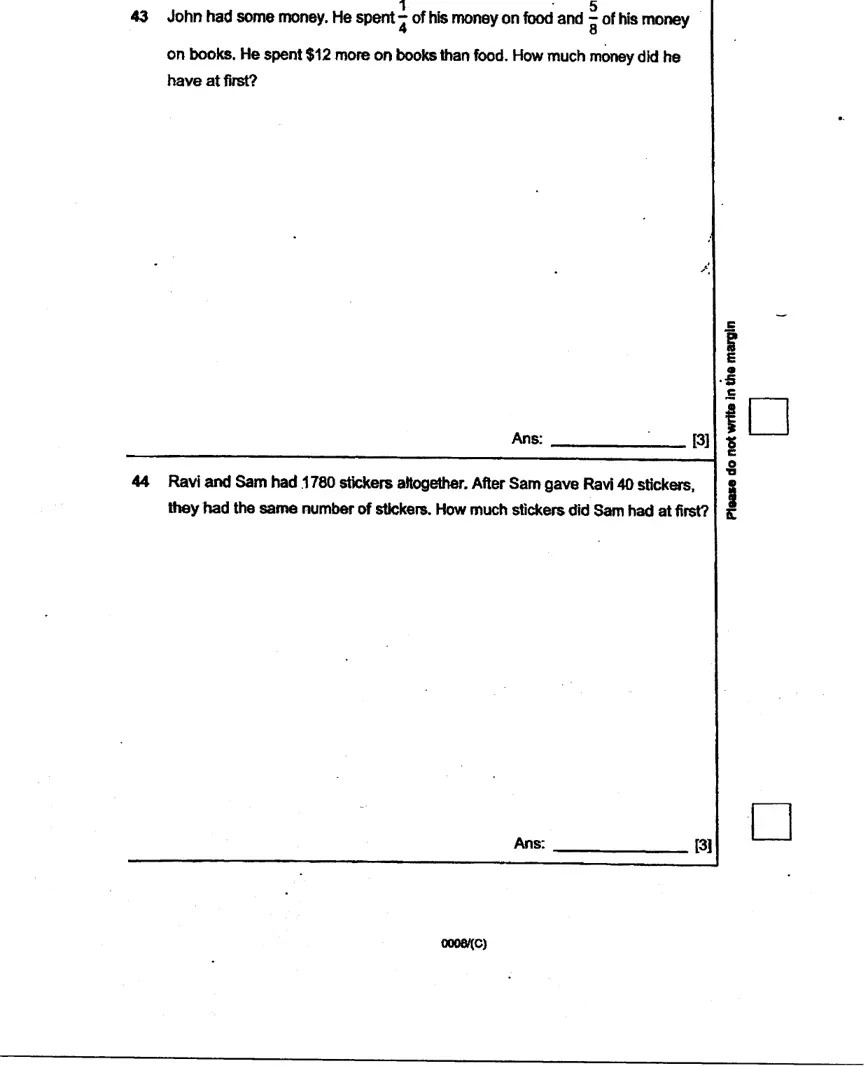 43 John had some money. He spent 1/4 of his money on food and 5/8 of his money
on books. He spent $12 more on books than food. How much money did he
have at first?
Ans: ____________ [3]
Please do not write in the margin
44 Ravi and Sam had 1780 stickers altogether. After Sam gave Ravi 40 stickers,
they had the same number of stickers. How much stickers did Sam had at first?
Ans: ____________ [3]
0008/(C)